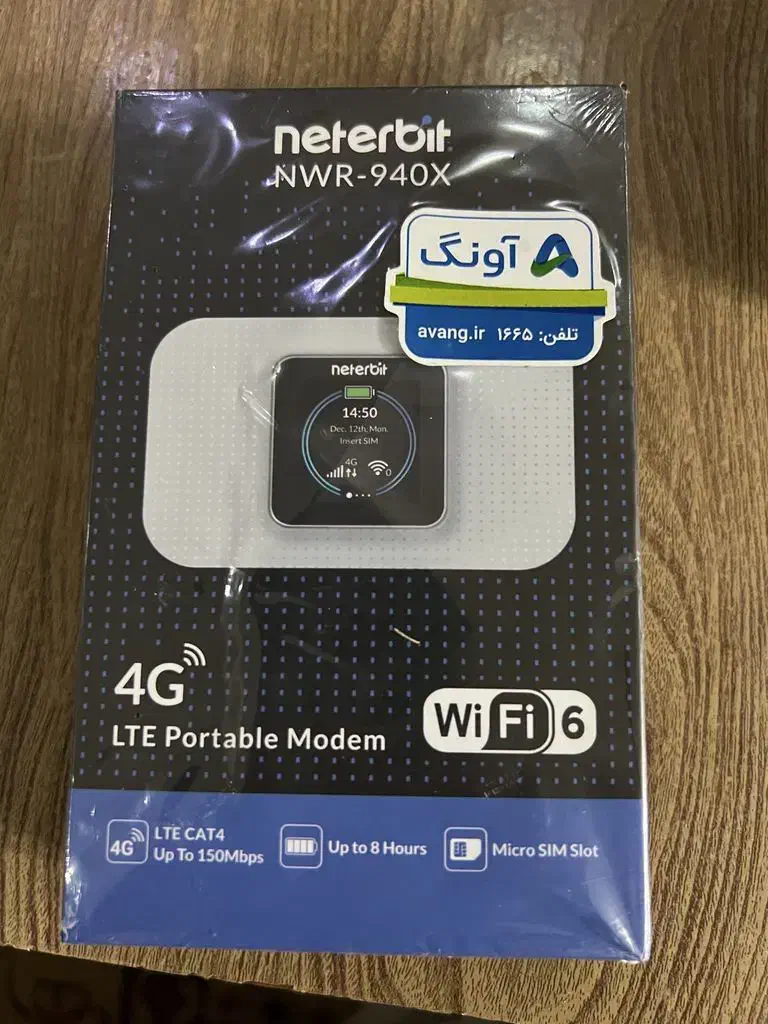 neterbit
NWR-940X
آونگ
تلفن: ۱۶۶۵ avang.ir
neterbit
14:50
Dec. 12th, Mon.
Insert SIM
4G
0
4G
LTE Portable Modem
WiFi 6
4G
LTE CAT4
Up To 150Mbps
Up to 8 Hours
Micro SIM Slot